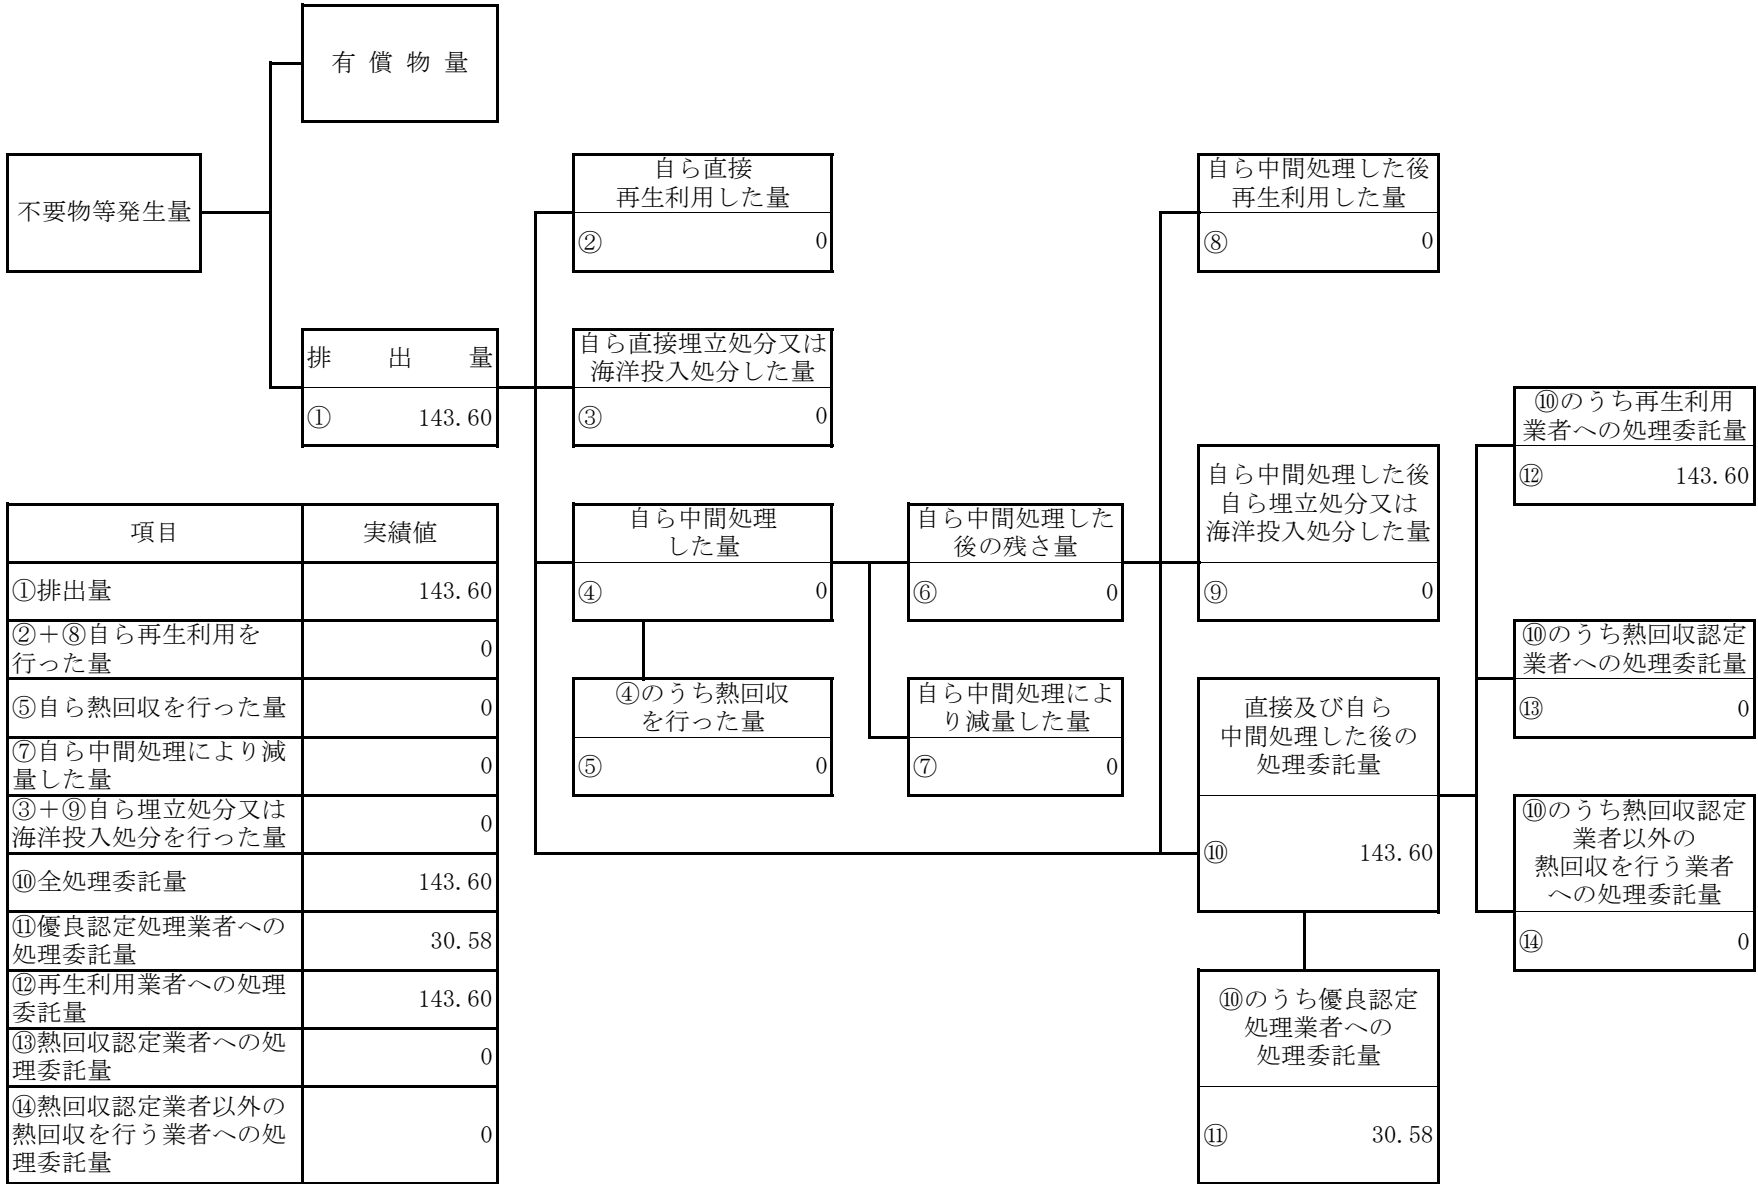 有 償 物 量
不要物等発生量
自ら直接
再生利用した量
② 0
自ら中間処理した後
再生利用した量
⑧ 0
排 出 量
① 143.60
自ら直接埋立処分又は
海洋投入処分した量
③ 0
⑩のうち再生利用
業者への処理委託量
⑫ 143.60
自ら中間処理した後
自ら埋立処分又は
海洋投入処分した量
⑨ 0
自ら中間処理
した量
④ 0
自ら中間処理した
後の残さ量
⑥ 0
⑩のうち熱回収認定
業者への処理委託量
⑬ 0
④のうち熱回収
を行った量
⑤ 0
自ら中間処理によ
り減量した量
⑦ 0
直接及び自ら
中間処理した後の
処理委託量
⑩ 143.60
⑩のうち熱回収認定
業者以外の
熱回収を行う業者
への処理委託量
⑭ 0
⑩のうち優良認定
処理業者への
処理委託量
⑪ 30.58
項目 実績値
①排出量 143.60
②＋⑧自ら再生利用を
行った量 0
⑤自ら熱回収を行った量 0
⑦自ら中間処理により減
量した量 0
③＋⑨自ら埋立処分又は
海洋投入処分を行った量 0
⑩全処理委託量 143.60
⑪優良認定処理業者への
処理委託量 30.58
⑫再生利用業者への処理
委託量 143.60
⑬熱回収認定業者への処
理委託量 0
⑭熱回収認定業者以外の
熱回収を行う業者への処
理委託量 0